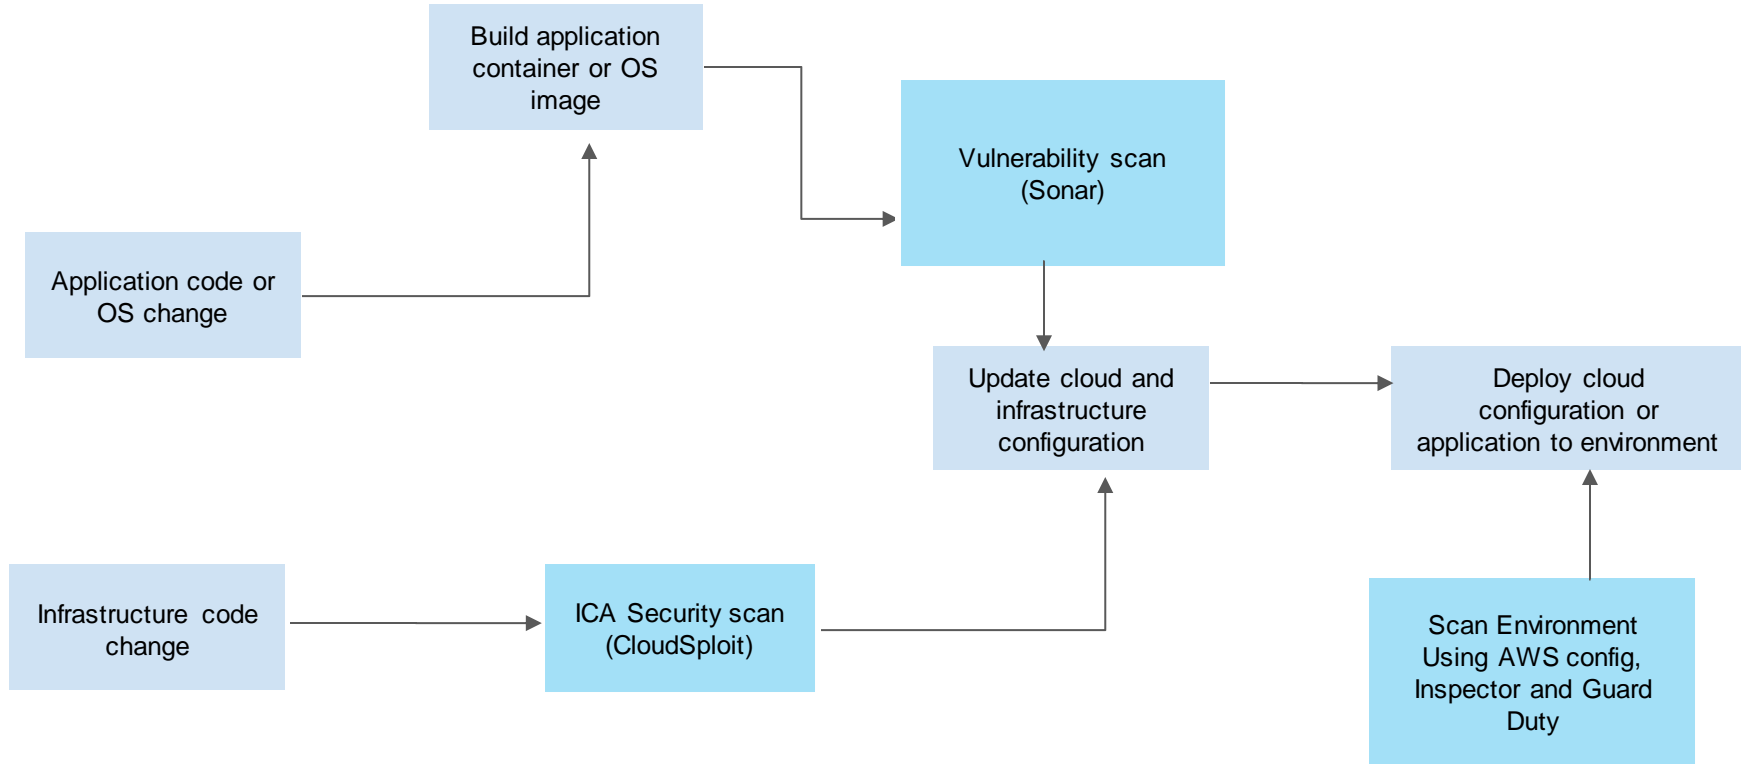 Build application
container or OS
image
Vulnerability scan
(Sonar)
Application code or
OS change
Update cloud and
infrastructure
configuration
Deploy cloud
configuration or
application to environment
Infrastructure code
change
ICA Security scan
(CloudSploit)
Scan Environment
Using AWS config,
Inspector and Guard
Duty